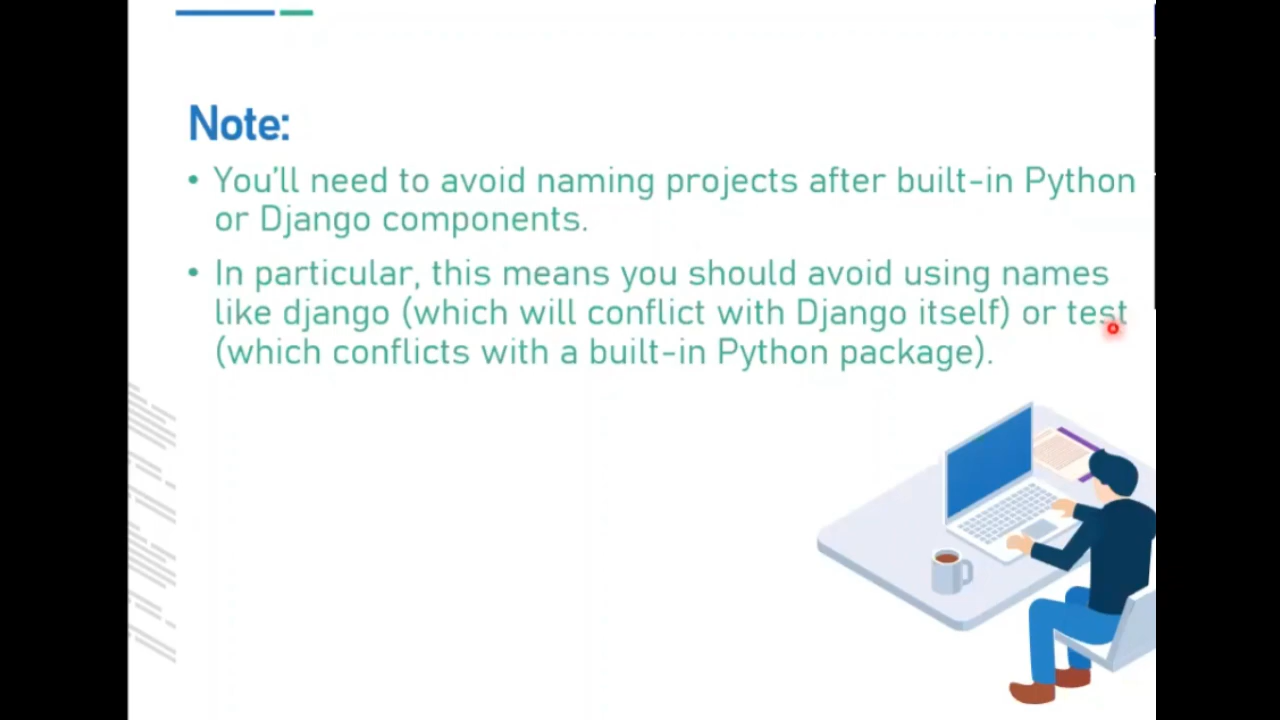 Note:
• You'll need to avoid naming projects after built-in Python
or Django components.
• In particular, this means you should avoid using names
like django (which will conflict with Django itself) or test
(which conflicts with a built-in Python package).